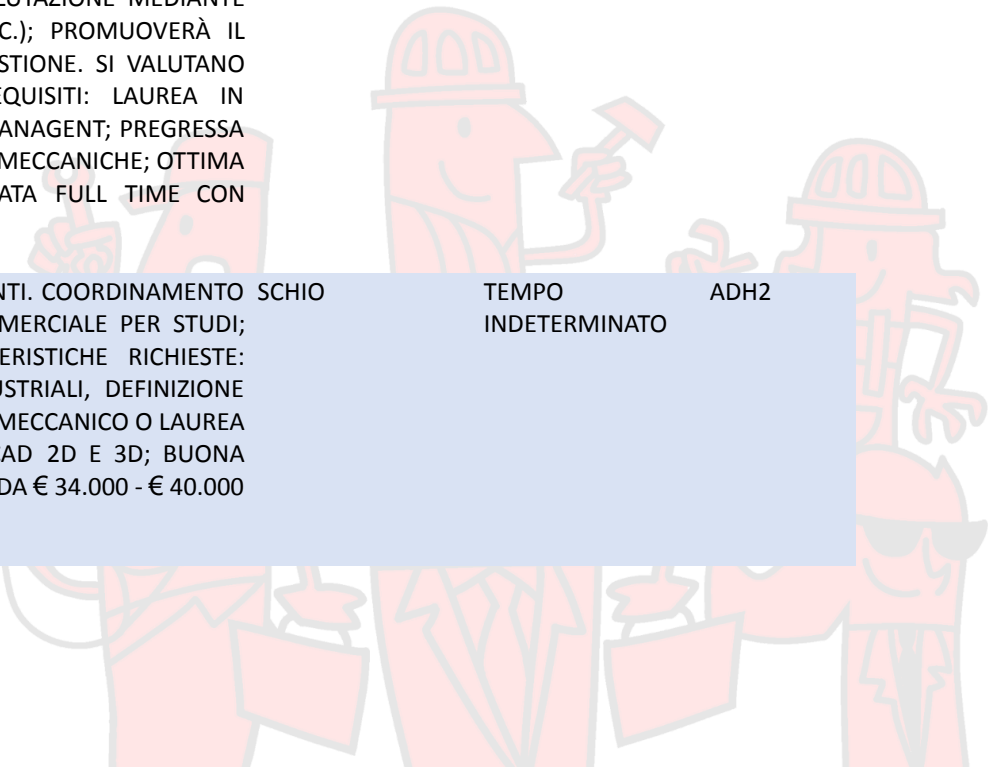 MEDIANTE
C.); PROMUOVERÀ IL
STIONE. SI VALUTANO
EQUISITI: LAUREA IN
ANAGENT; PREGRESSA
MECCANICHE; OTTIMA
ATA FULL TIME CON
NTI. COORDINAMENTO SCHIO TEMPO ADH2
MERCIALE PER STUDI; INDETERMINATO
ERISTICHE RICHIESTE:
USTRIALI, DEFINIZIONE
MECCANICO O LAUREA
CAD 2D E 3D; BUONA
DA € 34.000 - € 40.000